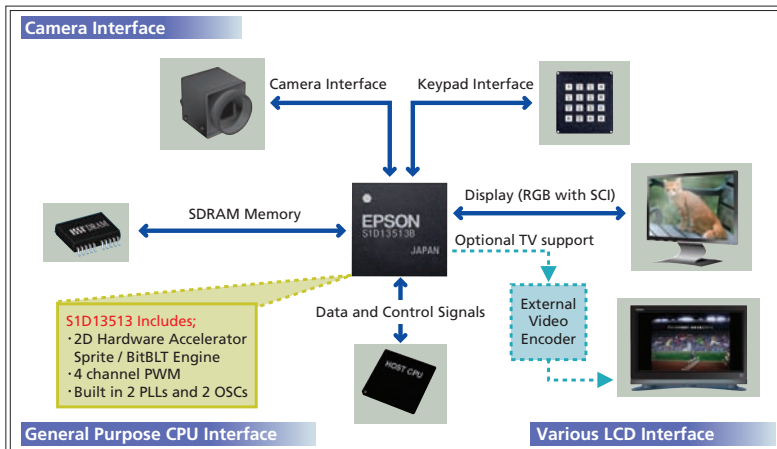 Camera Interface
Camera Interface
Keypad Interface
SDRAM Memory
EPSON
S1D13513B
JAPAN
Display (RGB with SCI)
Optional TV support
S1D13513 Includes;
・2D Hardware Accelerator
Sprite / BitBLT Engine
・4 channel PWM
・Built in 2 PLLs and 2 OSCs
Data and Control Signals
External
Video
Encoder
HOST CPU
General Purpose CPU Interface
Various LCD Interface